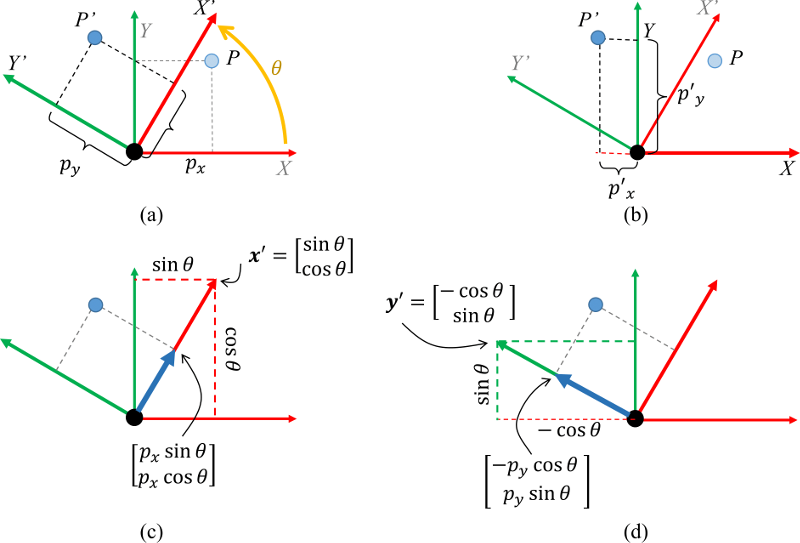 P’ Y X’ P θ
Y’
p_y p_x X
(a)
P’ Y X’ P
Y’
p′_y
p′_x X
(b)
sin θ
x′ = [sin θ
cos θ]
cos θ
[p_x sin θ
p_x cos θ]
(c)
y′ = [− cos θ
sin θ]
sin θ
− cos θ
[−p_y cos θ
p_y sin θ]
(d)